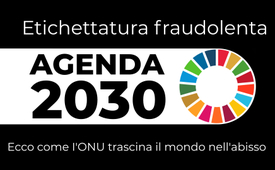 Etichettatura fraudolenta
AGENDA
2030
Ecco come l'ONU trascina il mondo nell'abisso